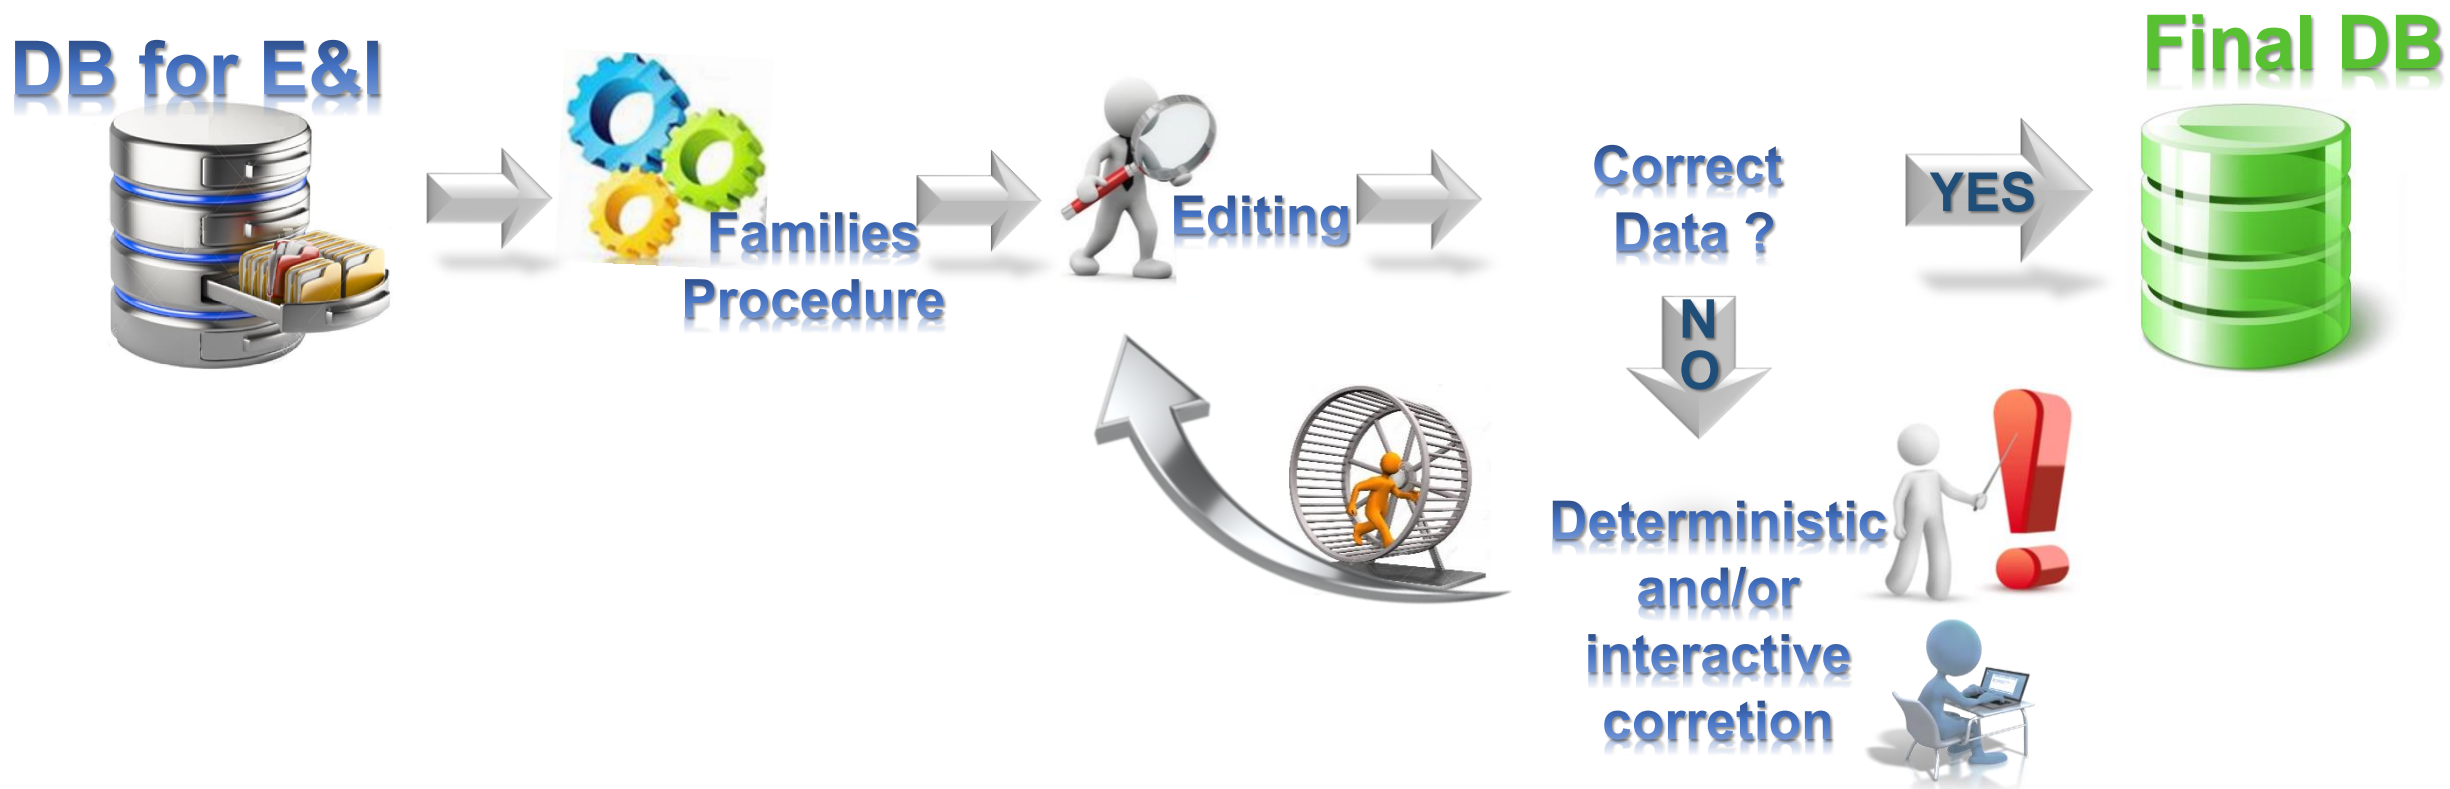 DB for E&I
Families
Procedure
Editing
Correct
Data ?
YES
Final DB
N
O
Deterministic
and/or
interactive
corretion